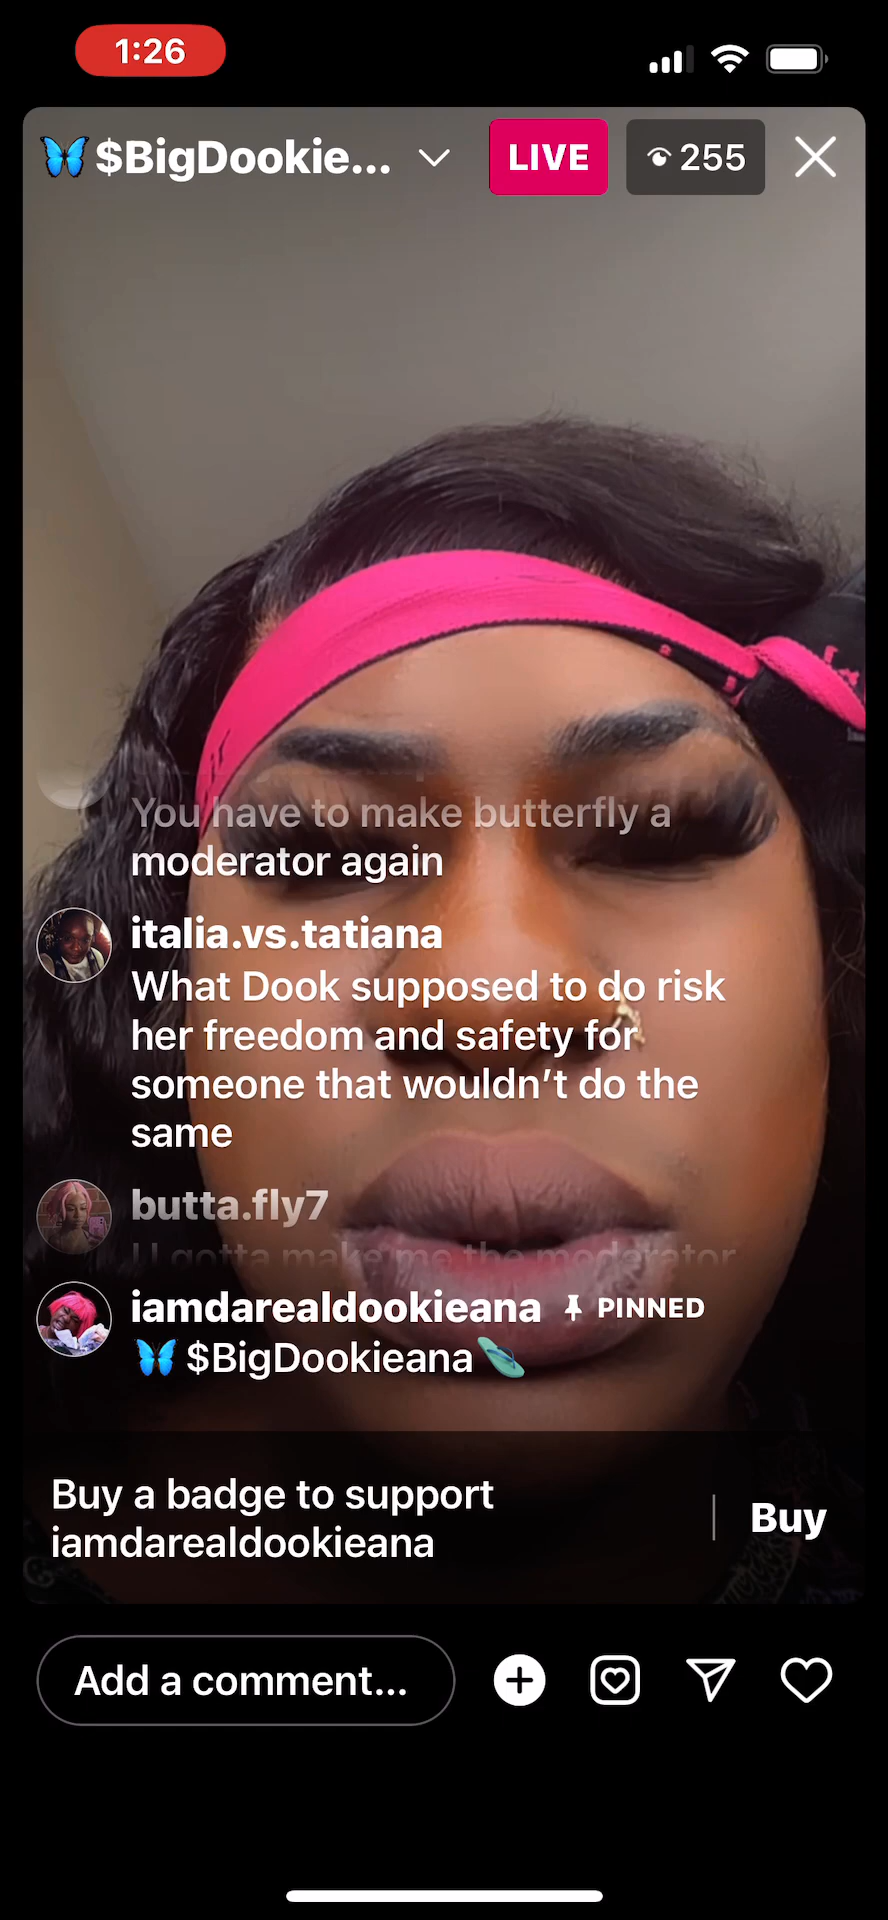 1:26
🦋 $BigDookie...
LIVE
255
You have to make butterfly a
moderator again
italia.vs.tatiana
What Dook supposed to do risk
her freedom and safety for
someone that wouldn’t do the
same
butta.fly7
U gotta make me the moderator
iamdarealdookieana PINNED
🦋 $BigDookieana🩴
Buy a badge to support
iamdarealdookieana
Buy
Add a comment...